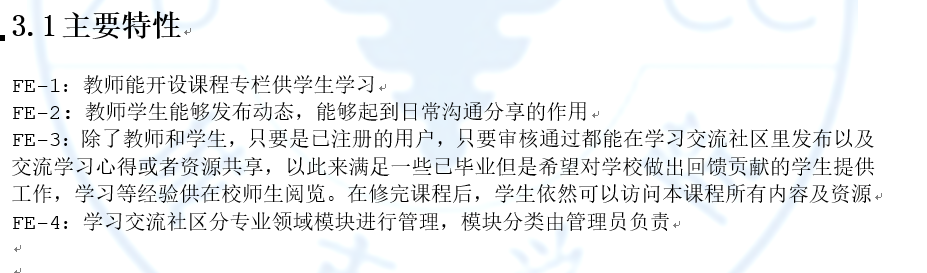 3.1 主要特性
FE-1：教师能开设课程专栏供学生学习
FE-2：教师学生能够发布动态，能够起到日常沟通分享的作用
FE-3：除了教师和学生，只要是已注册的用户，只要审核通过都能在学习交流社区里发布以及
交流学习心得或者资源共享，以此来满足一些已毕业但是希望对学校做出回馈贡献的学生提供
工作，学习等经验供在校师生阅览。在修完课程后，学生依然可以访问本课程所有内容及资源
FE-4：学习交流社区分专业领域模块进行管理，模块分类由管理员负责